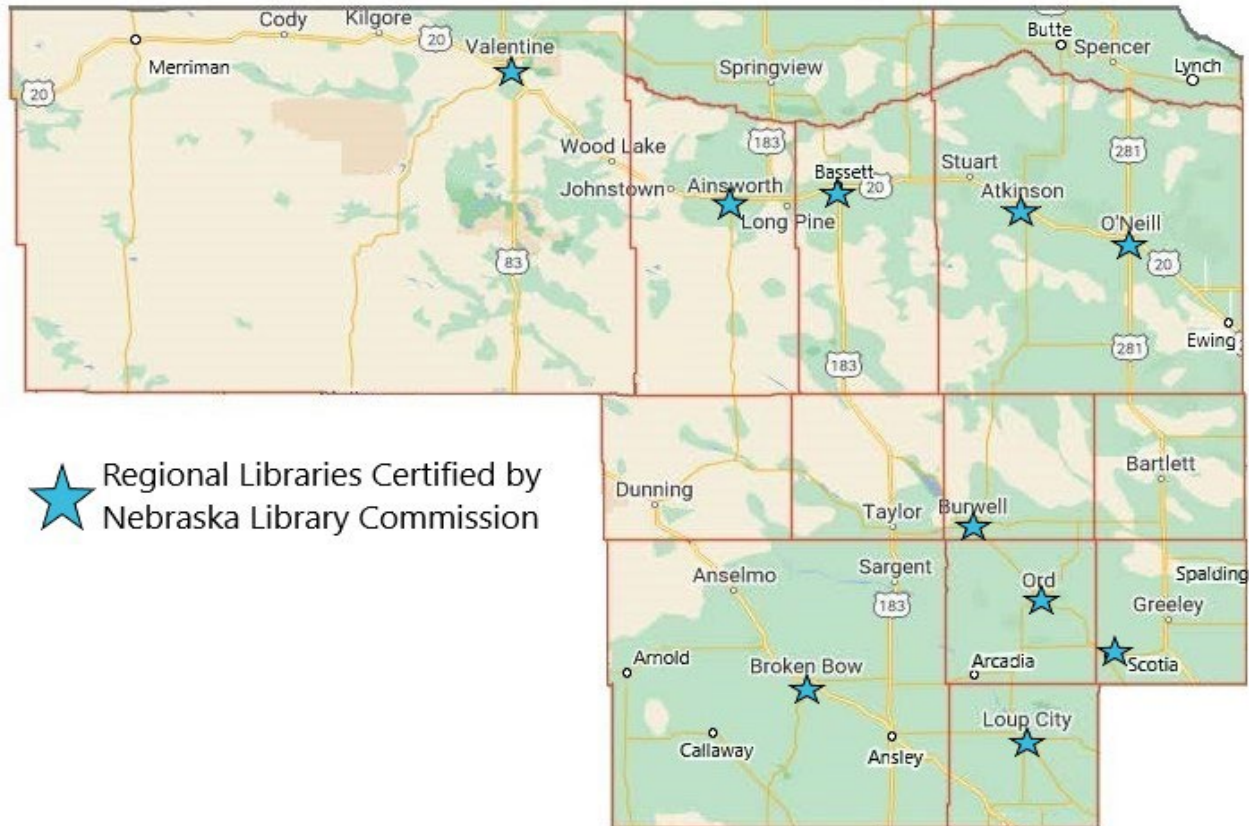 Cody
Kilgore
20
Valentine
Merriman
20
Butte
Spencer
Lynch
Springview
183
281
Wood Lake
Johnstown
Ainsworth
Long Pine
Bassett
20
Stuart
Atkinson
O'Neill
20
83
183
281
Ewing
Regional Libraries Certified by
Nebraska Library Commission
Dunning
Taylor
Burwell
Bartlett
Anselmo
Sargent
183
Ord
Spalding
Greeley
Arnold
Broken Bow
Arcadia
Scotia
Callaway
Ansley
Loup City